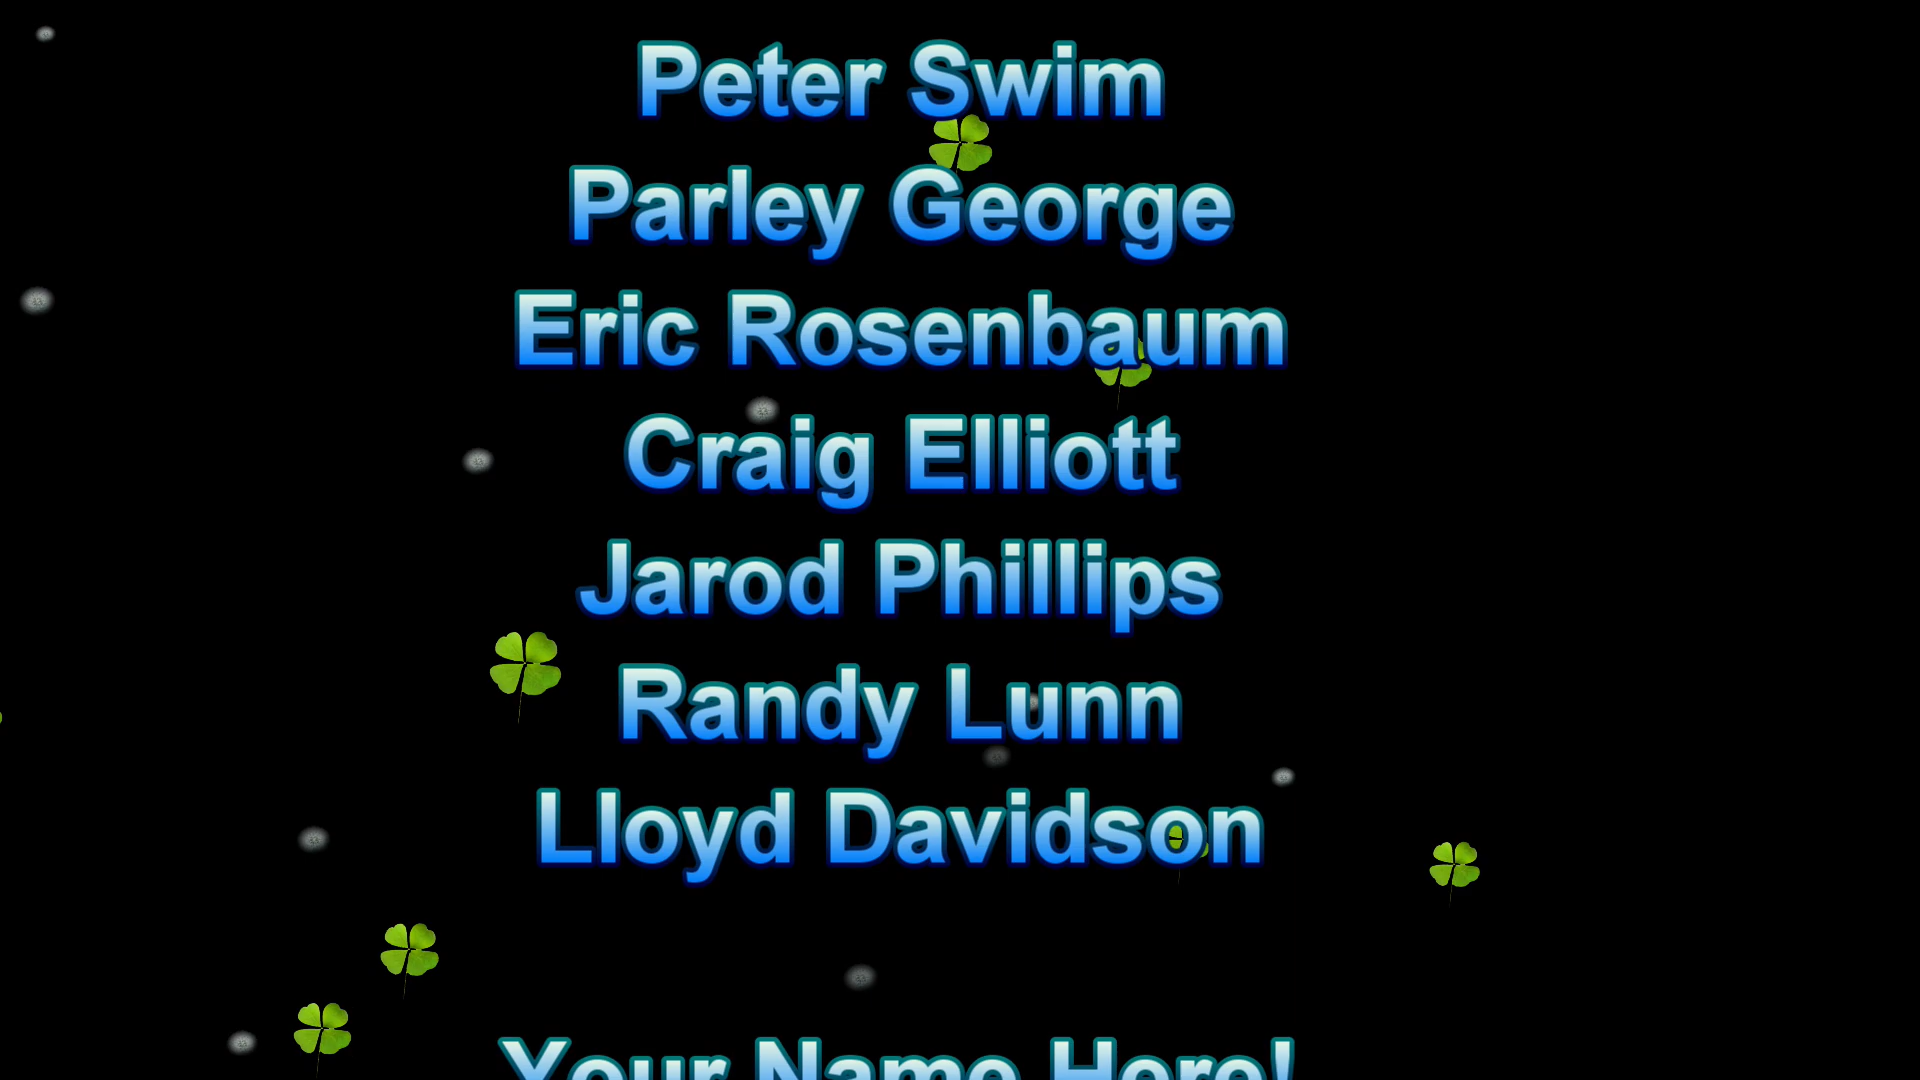 Peter Swim
Parley George
Eric Rosenbaum
Craig Elliott
Jarod Phillips
Randy Lunn
Lloyd Davidson
Your Name Here!